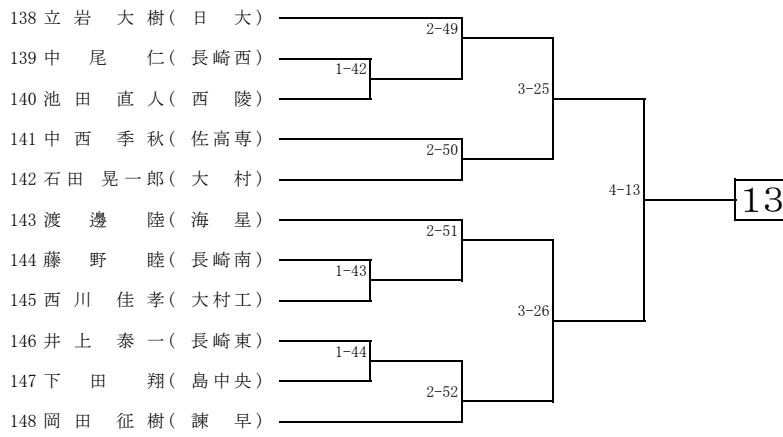 138 立岩 大樹( 日 大)
2-49
139 中尾 仁( 長崎西)
1-42
3-25
140 池田直人( 西 陵)
141 中西季秋( 佐高専)
2-50
142 石田晃一郎( 大 村)
4-13
13
143 渡邊 陸( 海 星)
2-51
144 藤野 睦( 長崎南)
1-43
145 西川佳孝( 大村工)
3-26
146 井上泰一( 長崎東)
1-44
147 下田 翔( 島中央)
2-52
148 岡田征樹( 諫 早)